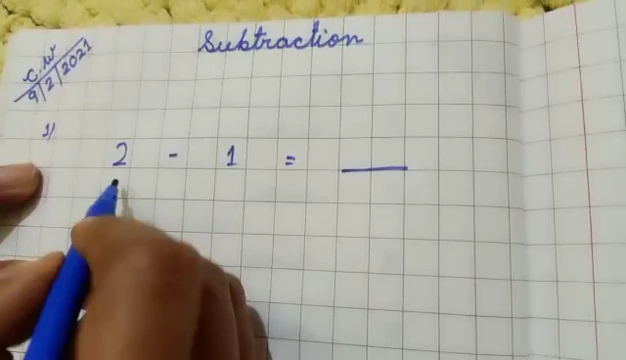 Subtraction
C.W
9/2/2021
1)
2 - 1 = ___